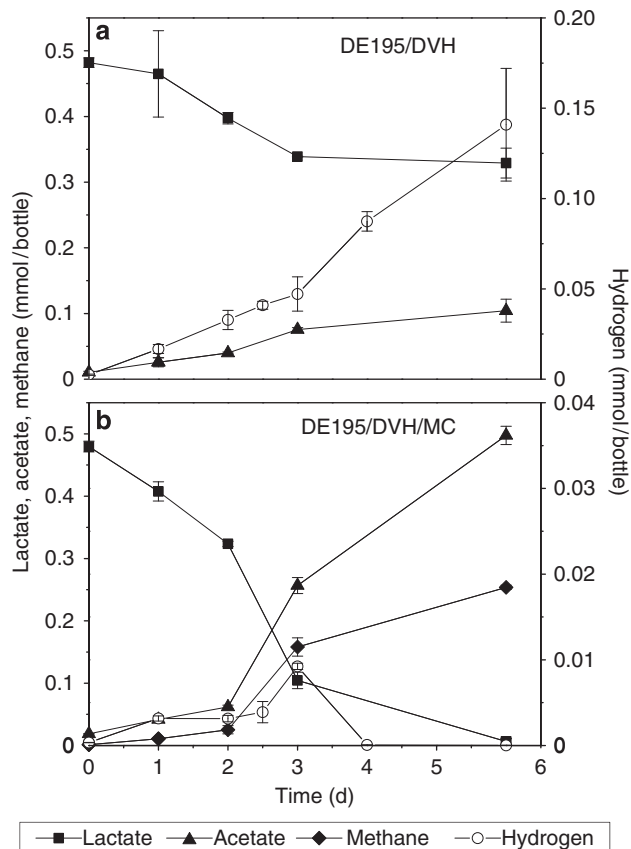 a
DE195/DVH
0.5
0.4
0.3
0.2
0.1
0
0.20
0.15
0.10
0.05
0.00
b
DE195/DVH/MC
0.5
0.4
0.3
0.2
0.1
0
0.04
0.03
0.02
0.01
0
0 1 2 3 4 5 6
Time (d)
Lactate, acetate, methane (mmol/bottle)
Hydrogen (mmol/bottle)
Lactate Acetate Methane Hydrogen